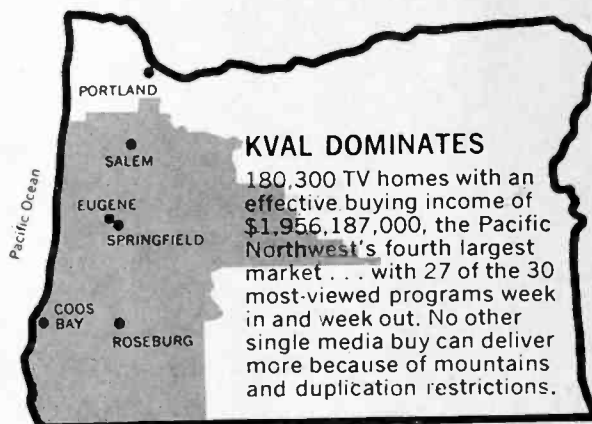 PORTLAND
SALEM
Pacific Ocean
EUGENE
SPRINGFIELD
COOS
BAY
ROSEBURG
KVAL DOMINATES
180,300 TV homes with an
effective buying income of
$1,956,187,000, the Pacific
Northwest's fourth largest
market . . . with 27 of the 30
most-viewed programs week
in and week out. No other
single media buy can deliver
more because of mountains
and duplication restrictions.